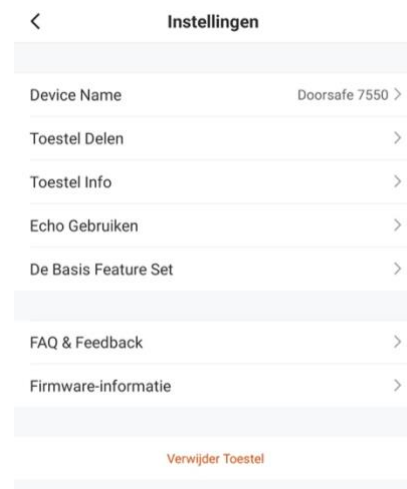 Instellingen
Device Name Doorsafe 7550
Toestel Delen
Toestel Info
Echo Gebruiken
De Basis Feature Set
FAQ & Feedback
Firmware-informatie
Verwijder Toestel